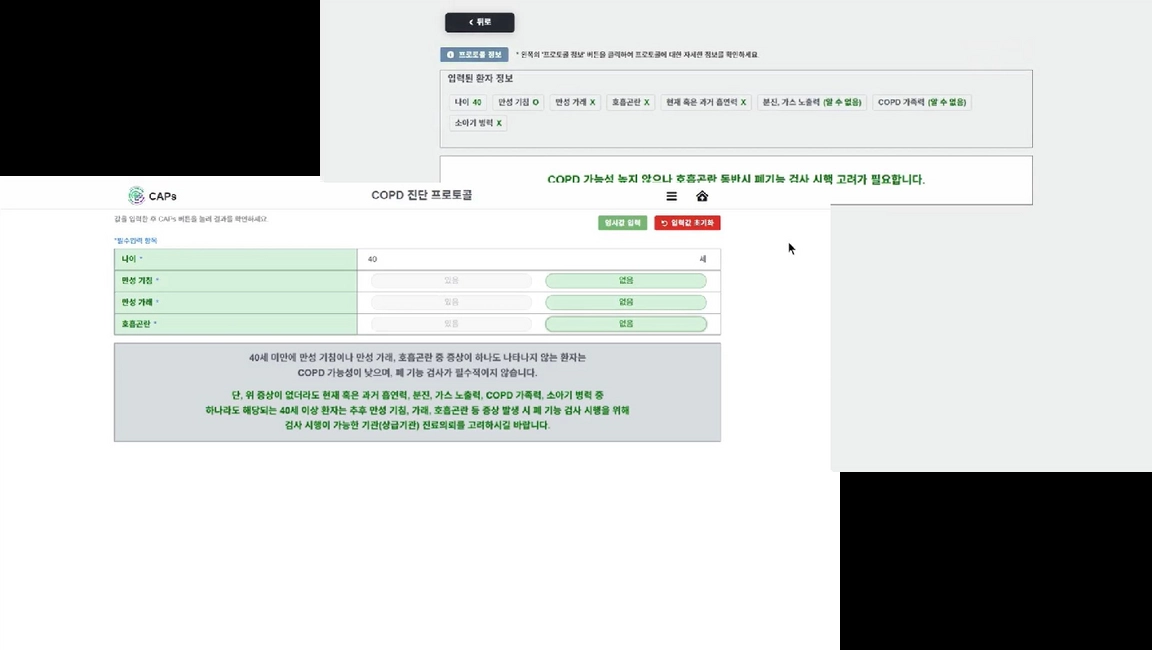 뒤로
프로토콜 정보 * 왼쪽의 '프로토콜 정보' 버튼을 클릭하여 프로토콜에 대한 자세한 정보를 확인하세요.
입력된 환자 정보
나이 40 만성 기침 O 만성 가래 X 호흡곤란 X 현재 혹은 과거 흡연력 X 분진, 가스 노출력 (알 수 없음) COPD 가족력 (알 수 없음)
소아기 병력 X
COPD 가능성 높지 않으나 호흡곤란 동반시 폐기능 검사 시행 고려가 필요합니다.
CAPs COPD 진단 프로토콜
값을 입력한 후 CAPs 버튼을 눌러 결과를 확인하세요.
임시값 입력 입력값 초기화
*필수입력 항목
나이 * 40 세
만성 기침 * 있음 없음
만성 가래 * 있음 없음
호흡곤란 * 있음 없음
40세 미만에 만성 기침이나 만성 가래, 호흡곤란 중 증상이 하나도 나타나지 않는 환자는
COPD 가능성이 낮으며, 폐 기능 검사가 필수적이지 않습니다.
단, 위 증상이 없더라도 현재 혹은 과거 흡연력, 분진, 가스 노출력, COPD 가족력, 소아기 병력 중
하나라도 해당되는 40세 이상 환자는 추후 만성 기침, 가래, 호흡곤란 등 증상 발생 시 폐 기능 검사 시행을 위해
검사 시행이 가능한 기관(상급기관) 진료의뢰를 고려하시길 바랍니다.